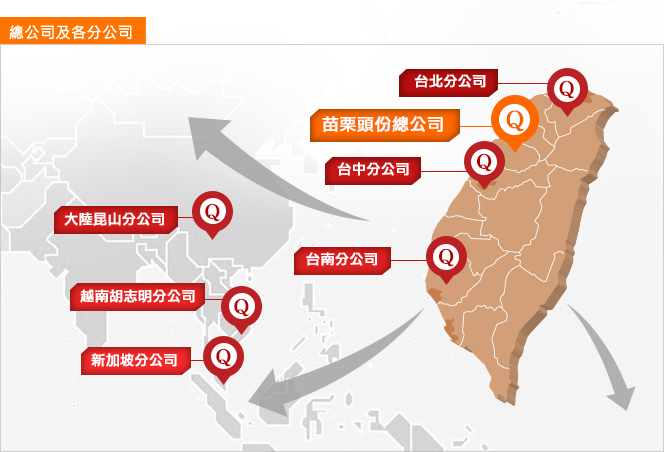 總公司及各分公司
台北分公司
Q
苗栗頭份總公司
Q
台中分公司
Q
大陸昆山分公司
Q
台南分公司
Q
越南胡志明分公司
Q
新加坡分公司
Q